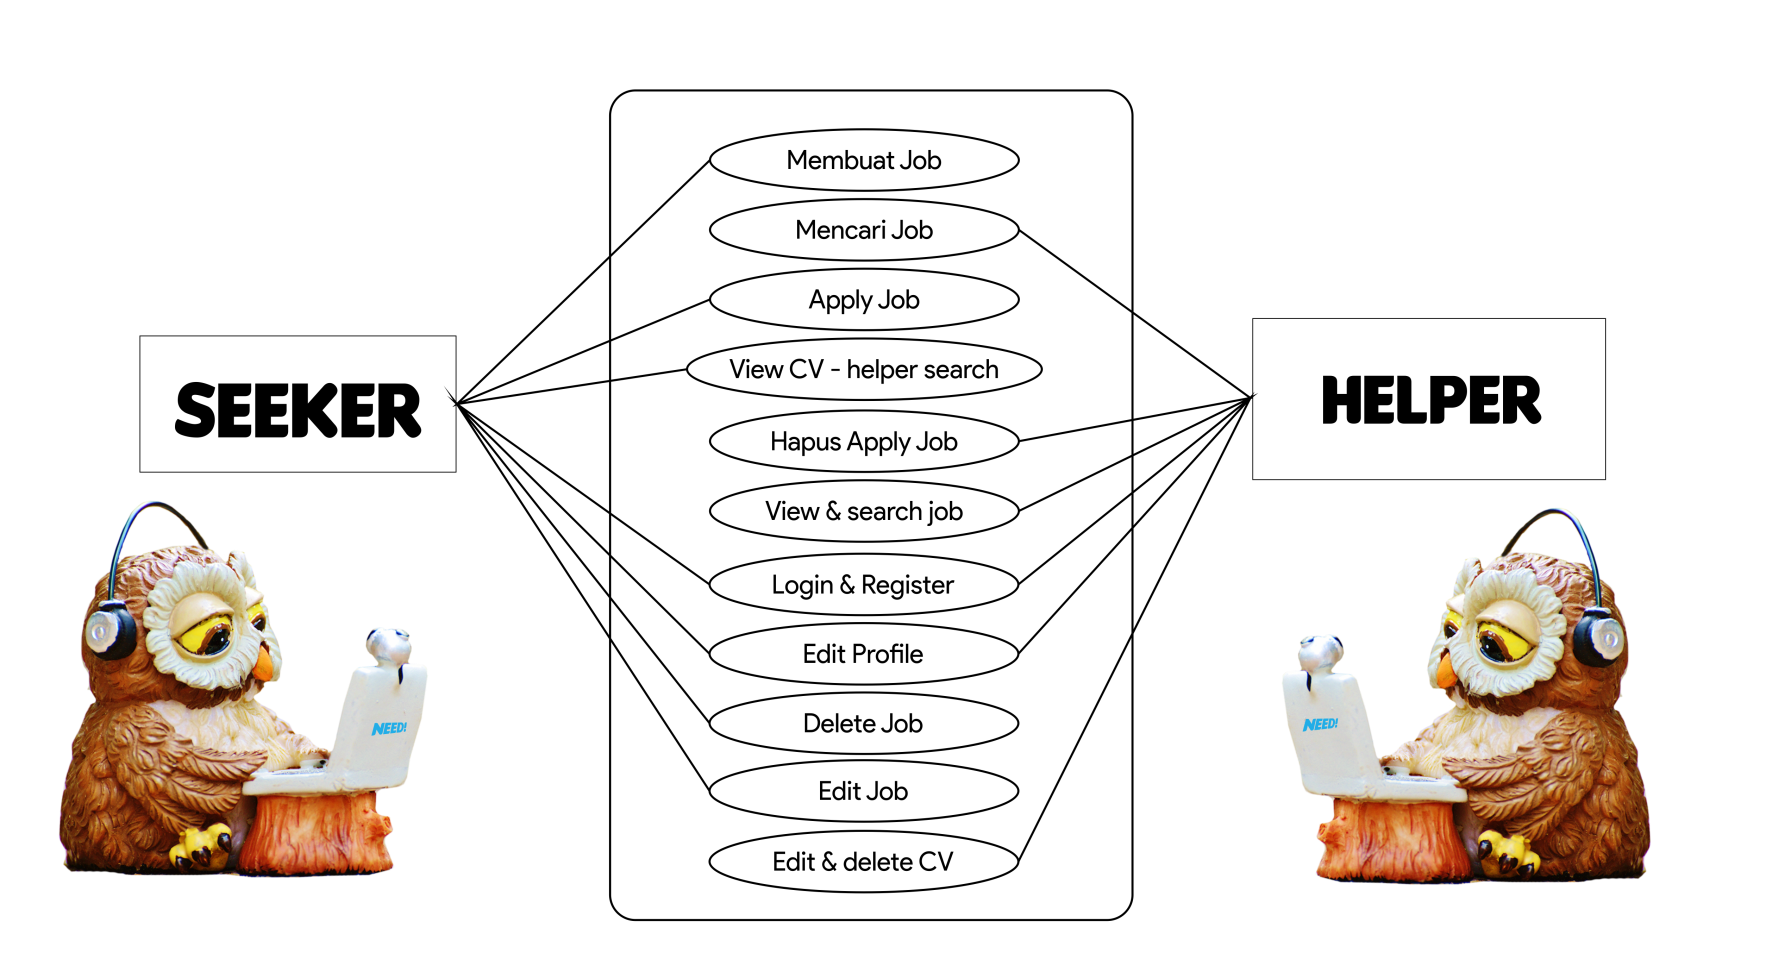 Membuat Job
Mencari Job
Apply Job
View CV - helper search
Hapus Apply Job
View & search job
Login & Register
Edit Profile
Delete Job
Edit Job
Edit & delete CV
SEEKER
HELPER
NEED!
NEED!